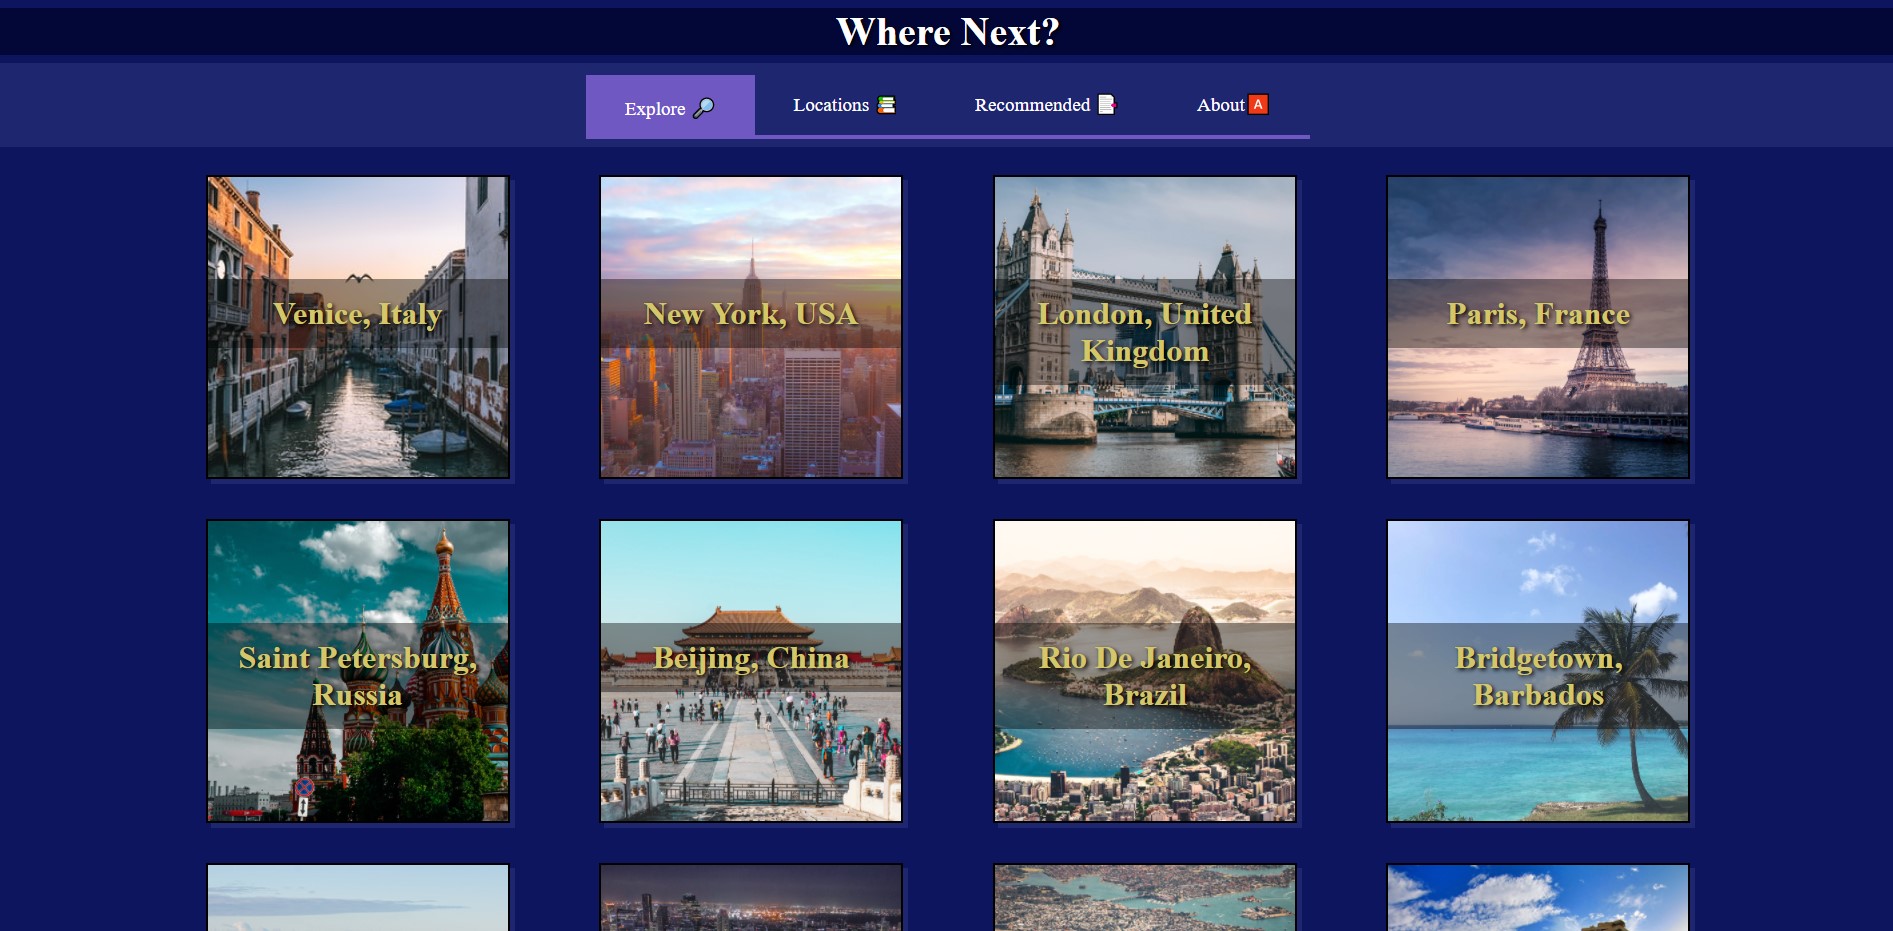 Where Next?
Explore
Locations
Recommended
About A
Venice, Italy
New York, USA
London, United
Kingdom
Paris, France
Saint Petersburg,
Russia
Beijing, China
Rio De Janeiro,
Brazil
Bridgetown,
Barbados